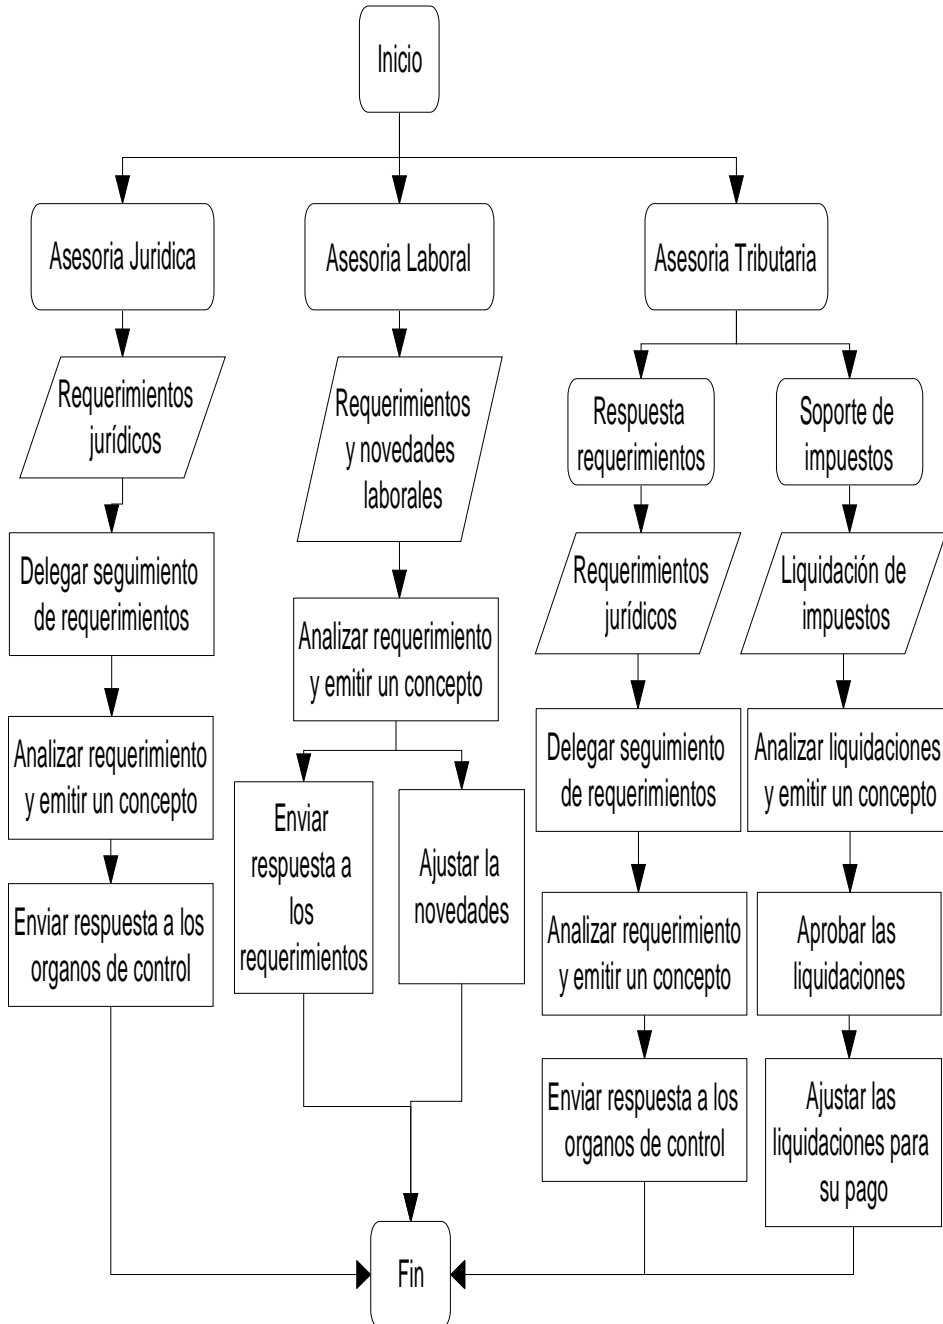 Inicio
Asesoria Juridica
Asesoria Laboral
Asesoria Tributaria
Requerimientos
jurídicos
Requerimientos
y novedades
laborales
Respuesta
requerimientos
Soporte de
impuestos
Delegar seguimiento
de requerimientos
Requerimientos
jurídicos
Liquidación de
impuestos
Analizar requerimiento
y emitir un concepto
Analizar requerimiento
y emitir un concepto
Delegar seguimiento
de requerimientos
Analizar liquidaciones
y emitir un concepto
Enviar
respuesta a
los
requerimientos
Ajustar la
novedades
Enviar respuesta a los
organos de control
Analizar requerimiento
y emitir un concepto
Aprobar las
liquidaciones
Enviar respuesta a los
organos de control
Ajustar las
liquidaciones para
su pago
Fin